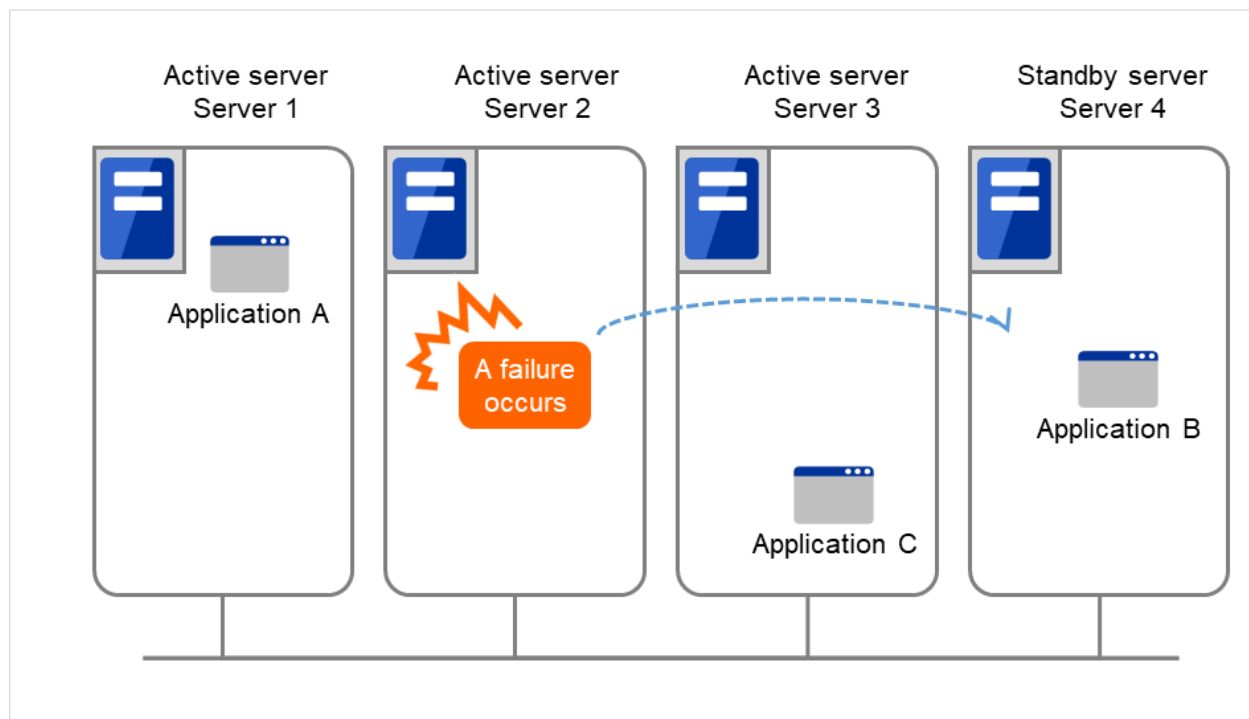 Active server
Server 1
Active server
Server 2
Active server
Server 3
Standby server
Server 4
Application A
A failure
occurs
Application B
Application C